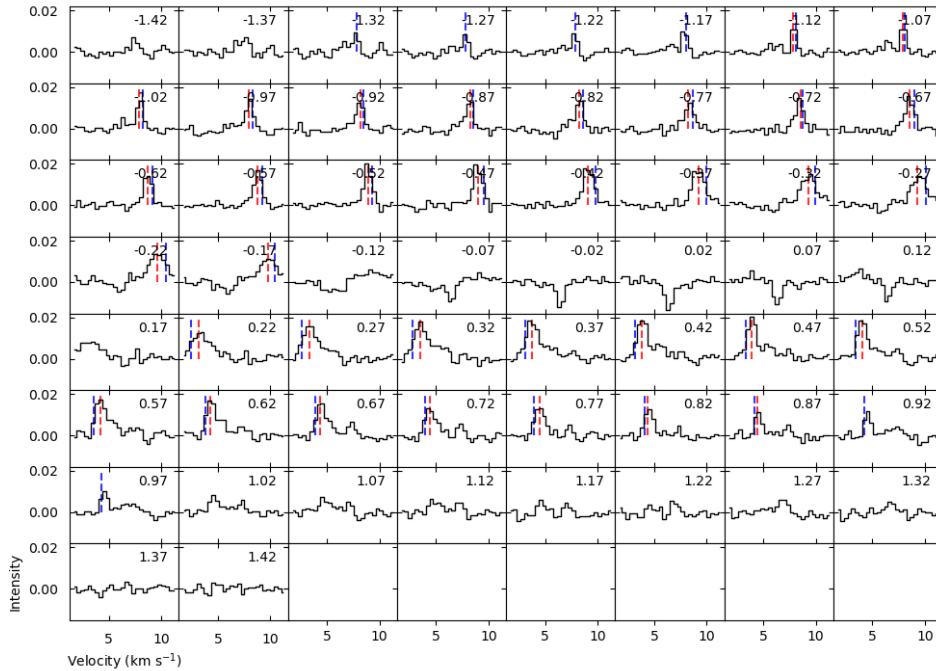 0.02 -1.42 -1.37 -1.32 -1.27 -1.22 -1.17 -1.12 -1.07
0.00
0.02 -1.02 -0.97 -0.92 -0.87 -0.82 -0.77 -0.72 -0.67
0.00
0.02 -0.62 -0.57 -0.52 -0.47 -0.42 -0.37 -0.32 -0.27
0.00
0.02 -0.22 -0.17 -0.12 -0.07 -0.02 0.02 0.07 0.12
0.00
0.02 0.17 0.22 0.27 0.32 0.37 0.42 0.47 0.52
0.00
0.02 0.57 0.62 0.67 0.72 0.77 0.82 0.87 0.92
0.00
0.02 0.97 1.02 1.07 1.12 1.17 1.22 1.27 1.32
0.00
0.02 1.37 1.42
0.00
Intensity
5 10 5 10 5 10 5 10 5 10 5 10 5 10 5 10
Velocity (km s⁻¹)